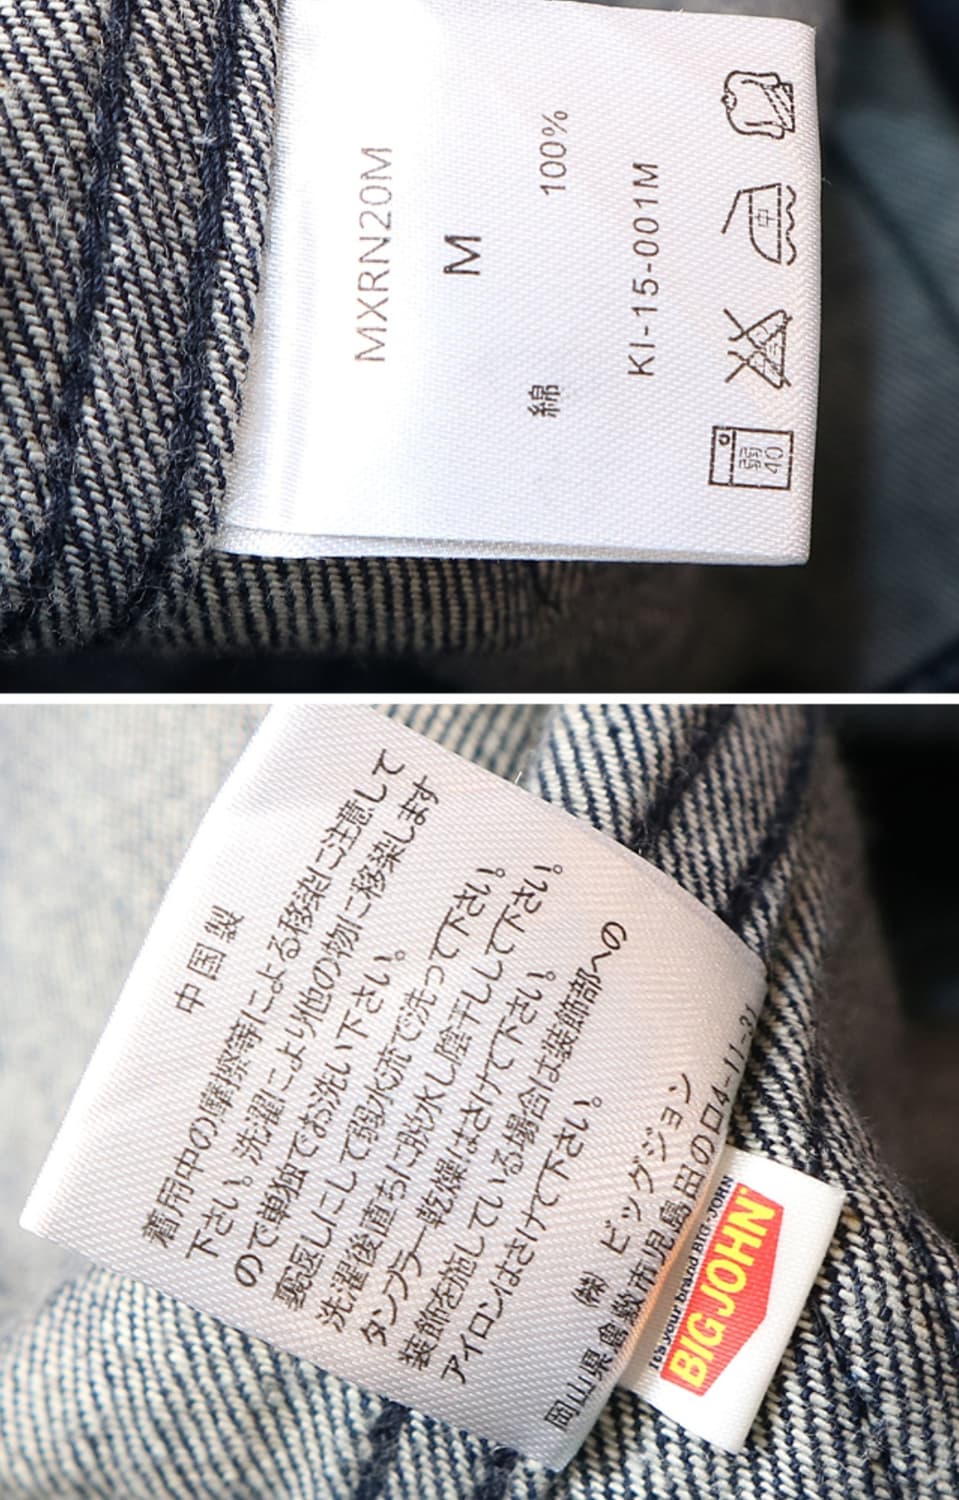 MXRN20M
M
綿 100%
KI-15-001M
弱
40
中
中国製
着用中の摩擦等による移染に注意して
下さい。洗濯により他の物に移染します
ので単独でお洗い下さい。
裏返しにして弱水流で洗って下さい。
洗濯後直ちに脱水し陰干しして下さい。
タンブラー乾燥はさけて下さい。
装飾を施している場合は装飾部への
アイロンはさけて下さい。
㈱ ビッグジョン
岡山県倉敷市児島田の口4-11-31
it's your brand BIG JOHN
BIG JOHN